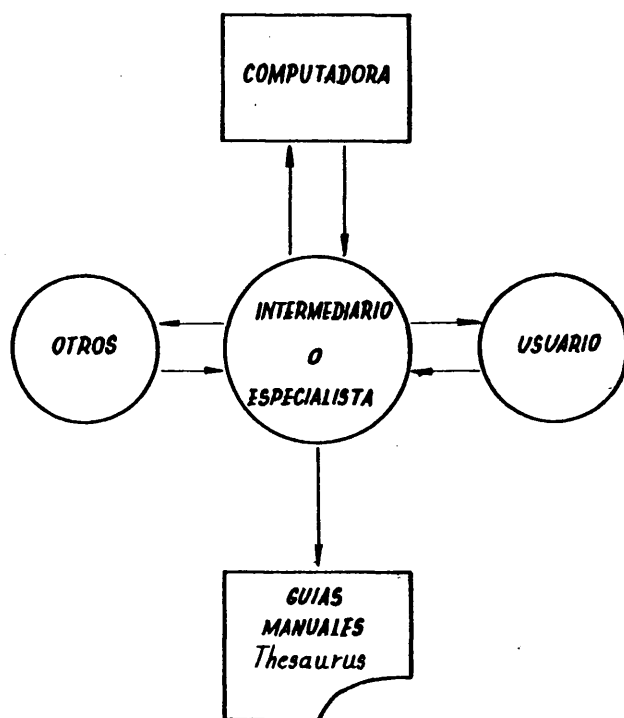 COMPUTADORA
OTROS
INTERMEDIARIO
O
ESPECIALISTA
USUARIO
GUIAS
MANUALES
Thesaurus